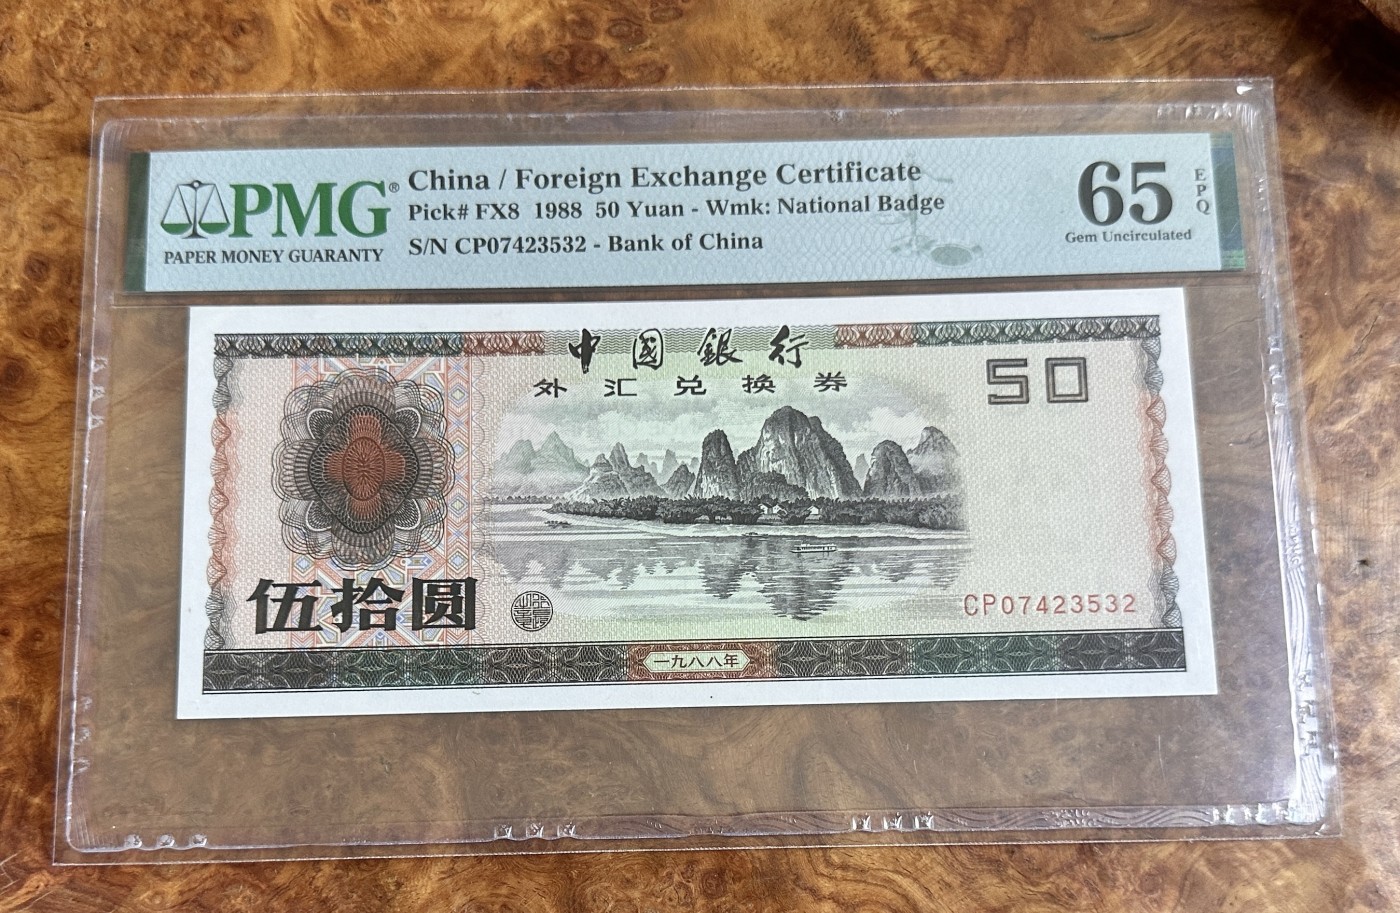 PMG®
PAPER MONEY GUARANTY
China / Foreign Exchange Certificate
Pick# FX8 1988 50 Yuan - Wmk: National Badge
S/N CP07423532 - Bank of China
65
EPQ
Gem Uncirculated
中國銀行
外汇兑换券
50
伍拾圆
CP07423532
一九八八年